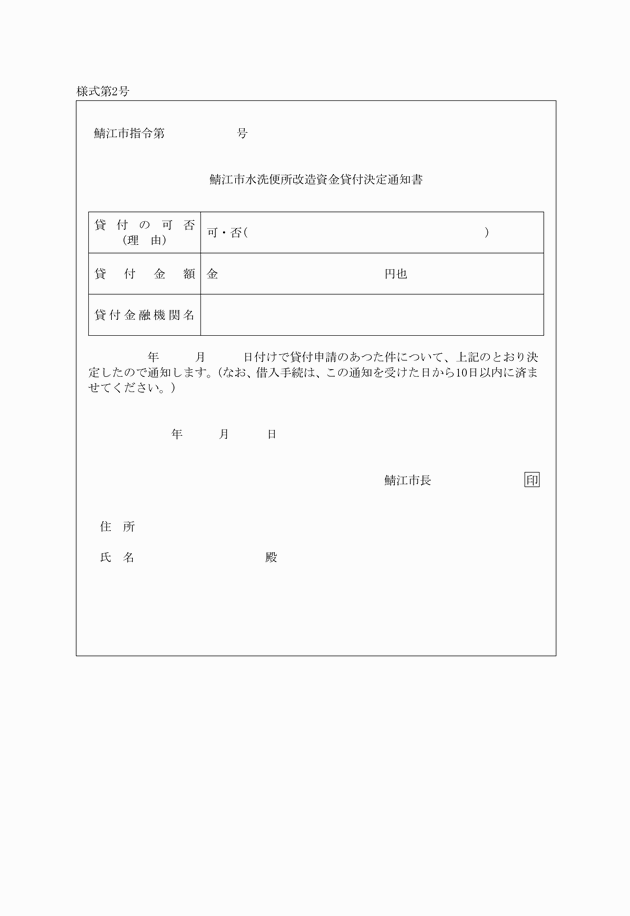 様式第2号
鯖江市指令第　　　　　　号
鯖江市水洗便所改造資金貸付決定通知書
貸付の可否
(理　由)
可・否(　　　　　　　　　　　　　　　　　　　　)
貸付金額
金　　　　　　　　　　　　　　円也
貸付金融機関名
年　　　月　　　日付けで貸付申請のあつた件について、上記のとおり決
定したので通知します。(なお、借入手続は、この通知を受けた日から10日以内に済ま
せてください。)
年　　　月　　　日
鯖江市長　　　　　　　　印
住　所
氏　名　　　　　　　　　　　殿